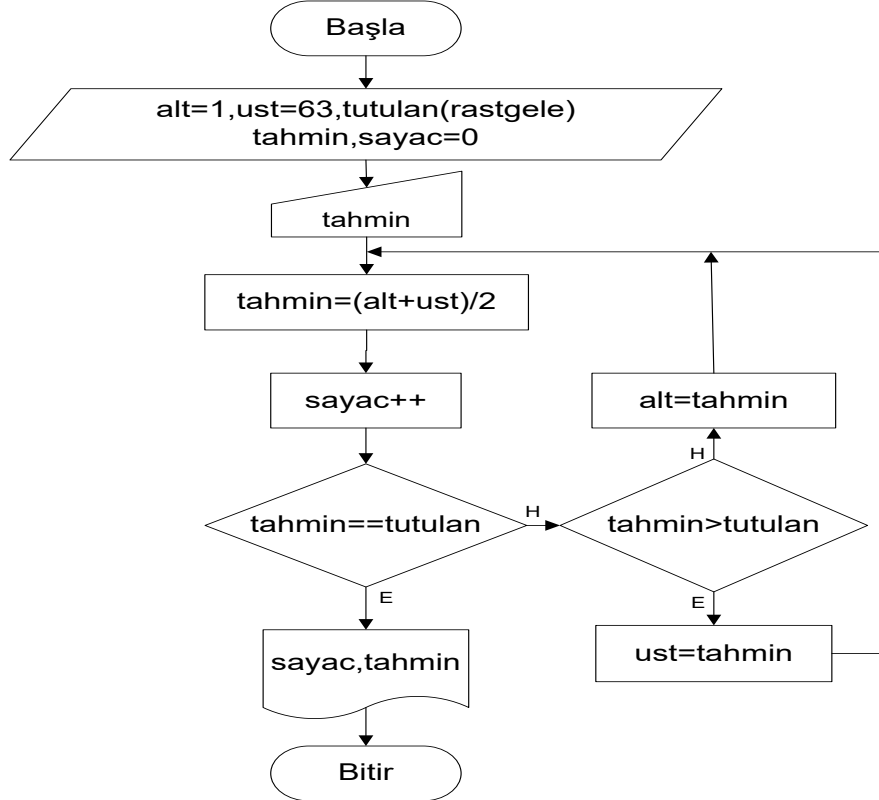 Başla
alt=1,ust=63,tutulan(rastgele)
tahmin,sayac=0
tahmin
tahmin=(alt+ust)/2
sayac++
alt=tahmin
H
tahmin==tutulan
H
tahmin>tutulan
E
E
sayac,tahmin
ust=tahmin
Bitir